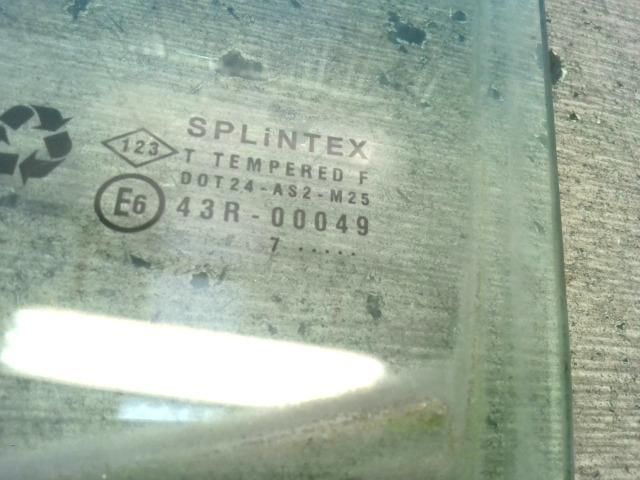 SPLiNTEX
123
T TEMPERED F
DOT24-AS2-M25
E6
43R-00049
7 .....